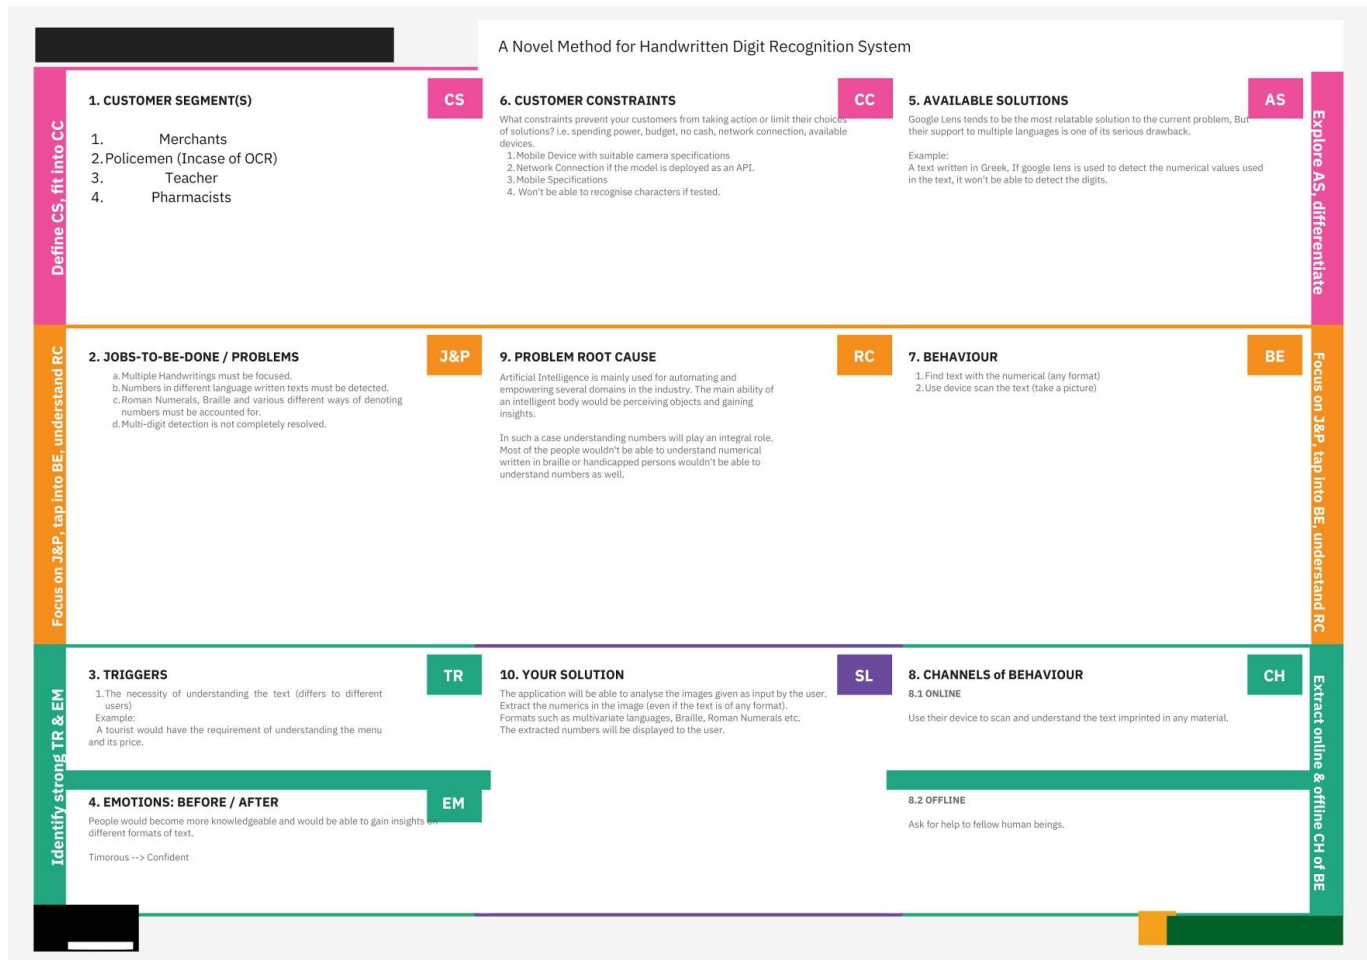 A Novel Method for Handwritten Digit Recognition System
Define CS, fit into CC
1. CUSTOMER SEGMENT(S)
CS
1. Merchants
2. Policemen (Incase of OCR)
3. Teacher
4. Pharmacists
6. CUSTOMER CONSTRAINTS
CC
What constraints prevent your customers from taking action or limit their choices
of solutions? i.e. spending power, budget, no cash, network connection, available
devices.
1. Mobile Device with suitable camera specifications
2. Network Connection if the model is deployed as an API.
3. Mobile Specifications
4. Won't be able to recognise characters if tested.
5. AVAILABLE SOLUTIONS
AS
Google Lens tends to be the most relatable solution to the current problem, But
their support to multiple languages is one of its serious drawback.
Example:
A text written in Greek, If google lens is used to detect the numerical values used
in the text, it won't be able to detect the digits.
Explore AS, differentiate
Focus on J&P, tap into BE, understand RC
2. JOBS-TO-BE-DONE / PROBLEMS
J&P
a. Multiple Handwritings must be focused.
b. Numbers in different language written texts must be detected.
c. Roman Numerals, Braille and various different ways of denoting
numbers must be accounted for.
d. Multi-digit detection is not completely resolved.
9. PROBLEM ROOT CAUSE
RC
Artificial Intelligence is mainly used for automating and
empowering several domains in the industry. The main ability of
an intelligent body would be perceiving objects and gaining
insights.
In such a case understanding numbers will play an integral role.
Most of the people wouldn't be able to understand numerical
written in braille or handicapped persons wouldn't be able to
understand numbers as well.
7. BEHAVIOUR
BE
1. Find text with the numerical (any format)
2. Use device scan the text (take a picture)
Focus on J&P, tap into BE, understand RC
Identify strong TR & EM
3. TRIGGERS
TR
1. The necessity of understanding the text (differs to different
users)
Example:
A tourist would have the requirement of understanding the menu
and its price.
4. EMOTIONS: BEFORE / AFTER
EM
People would become more knowledgeable and would be able to gain insights on
different formats of text.
Timorous --> Confident
10. YOUR SOLUTION
SL
The application will be able to analyse the images given as input by the user.
Extract the numerics in the image (even if the text is of any format).
Formats such as multivariate languages, Braille, Roman Numerals etc.
The extracted numbers will be displayed to the user.
8. CHANNELS of BEHAVIOUR
CH
8.1 ONLINE
Use their device to scan and understand the text imprinted in any material.
8.2 OFFLINE
Ask for help to fellow human beings.
Extract online & offline CH of BE